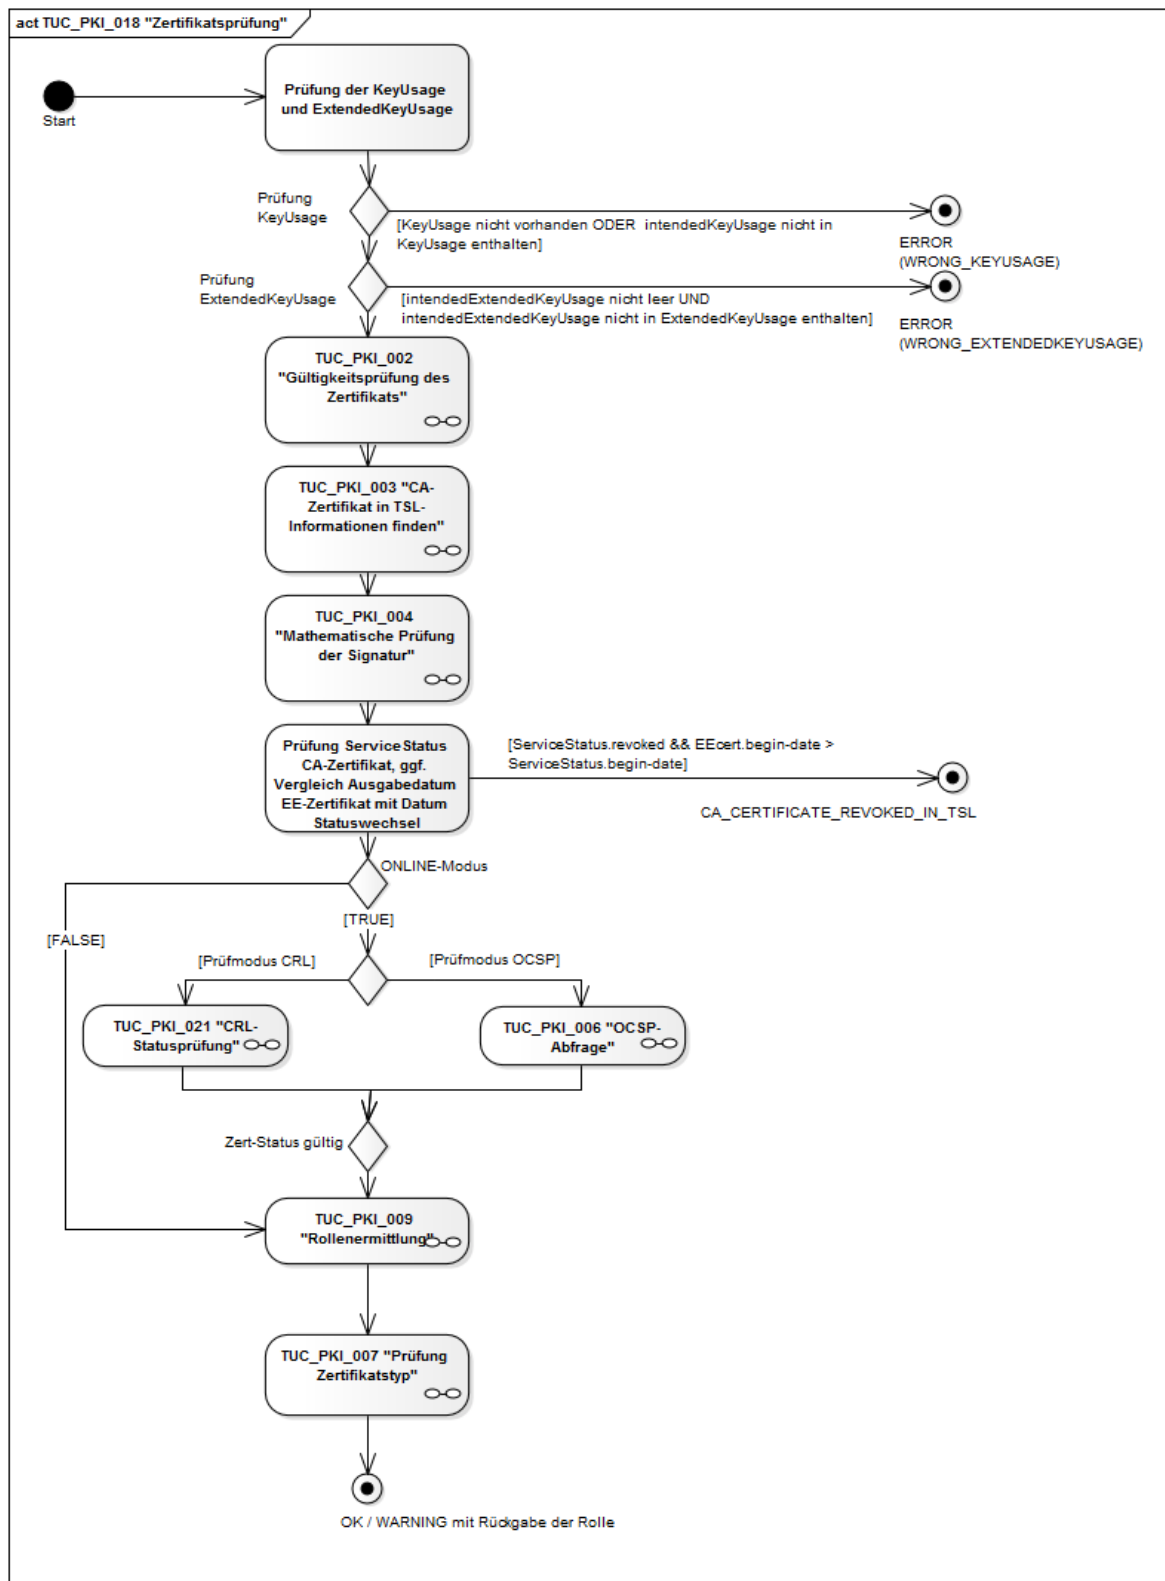 act TUC_PKI_018 "Zertifikatsprüfung"
Prüfung der KeyUsage
und ExtendedKeyUsage
Start
Prüfung
KeyUsage
[KeyUsage nicht vorhanden ODER  intendedKeyUsage nicht in
KeyUsage enthalten]
ERROR
(WRONG_KEYUSAGE)
Prüfung
ExtendedKeyUsage
[intendedExtendedKeyUsage nicht leer UND
intendedExtendedKeyUsage nicht in ExtendedKeyUsage enthalten]
ERROR
(WRONG_EXTENDEDKEYUSAGE)
TUC_PKI_002
"Gültigkeitsprüfung des
Zertifikats"
TUC_PKI_003 "CA-
Zertifikat in TSL-
Informationen finden"
TUC_PKI_004
"Mathematische Prüfung
der Signatur"
Prüfung ServiceStatus
CA-Zertifikat, ggf.
Vergleich Ausgabedatum
EE-Zertifikat mit Datum
Statuswechsel
[ServiceStatus.revoked && EEcert.begin-date >
ServiceStatus.begin-date]
CA_CERTIFICATE_REVOKED_IN_TSL
ONLINE-Modus
[TRUE]
[FALSE]
[Prüfmodus CRL]
[Prüfmodus OCSP]
TUC_PKI_021 "CRL-
Statusprüfung"
TUC_PKI_006 "OCSP-
Abfrage"
Zert-Status gültig
TUC_PKI_009
"Rollenermittlung"
TUC_PKI_007 "Prüfung
Zertifikatstyp"
OK / WARNING mit Rückgabe der Rolle